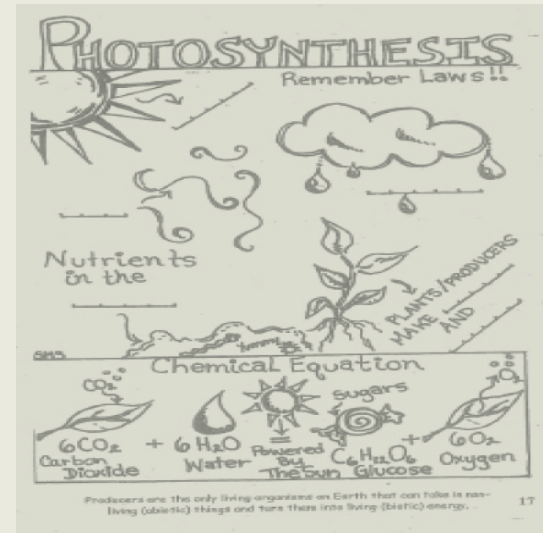 PHOTOSYNTHESIS
Remember Laws!!
Nutrients
in the
PLANTS/PRODUCERS
MAKE
AND
Chemical Equation
CO₂
sugars
O₂
6CO₂ + 6H₂O = C₆H₁₂O₆ + 6O₂
Carbon Dioxide
Water
Powered By The Sun
Glucose
Oxygen
Producers are the only living organisms on Earth that can take in non-
living (abiotic) things and turn them into living (biotic) energy.
17